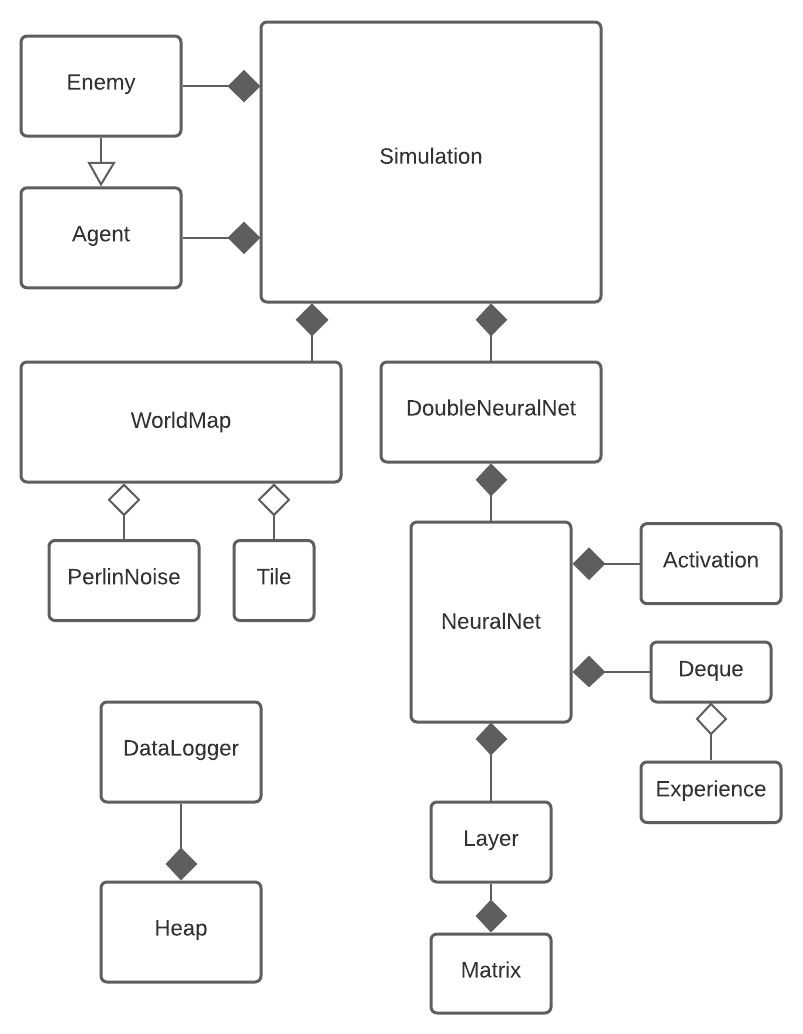 Enemy
Simulation
Agent
WorldMap
DoubleNeuralNet
PerlinNoise
Tile
NeuralNet
Activation
Deque
Experience
DataLogger
Layer
Heap
Matrix